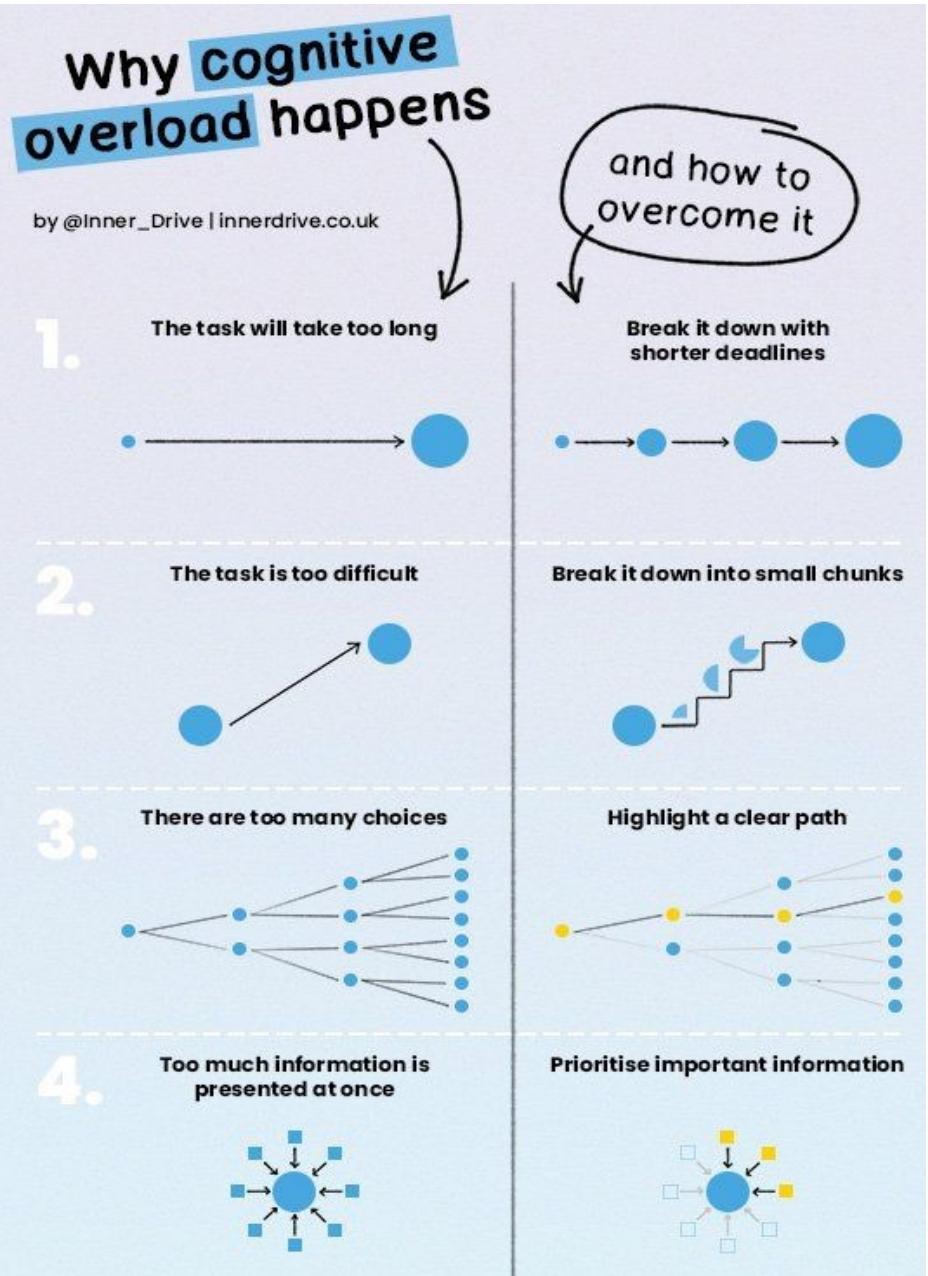 Why cognitive
overload happens
and how to
overcome it
by @Inner_Drive | innerdrive.co.uk
1.
The task will take too long
Break it down with
shorter deadlines
2.
The task is too difficult
Break it down into small chunks
3.
There are too many choices
Highlight a clear path
4.
Too much information is
presented at once
Prioritise important information